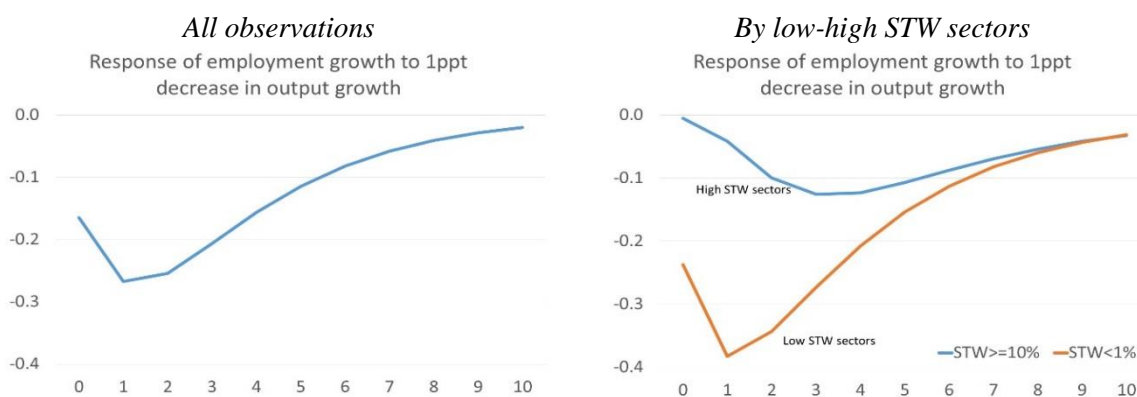 All observations
Response of employment growth to 1ppt
decrease in output growth
0.0
-0.1
-0.2
-0.3
-0.4
0 1 2 3 4 5 6 7 8 9 10
By low-high STW sectors
Response of employment growth to 1ppt
decrease in output growth
0.0
-0.1
-0.2
-0.3
-0.4
High STW sectors
Low STW sectors
STW>=10% STW<1%
0 1 2 3 4 5 6 7 8 9 10